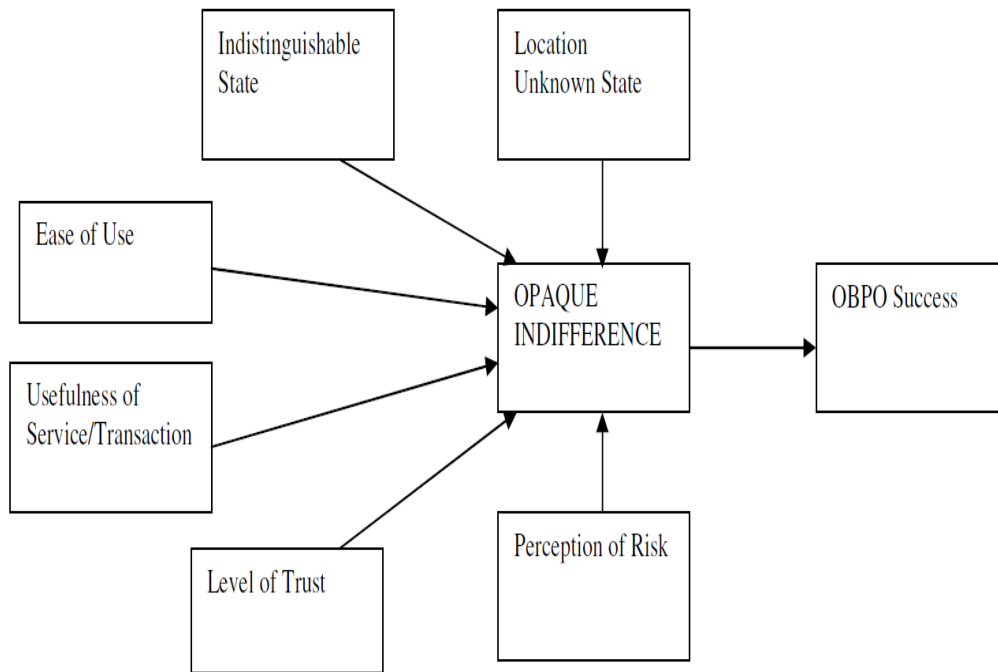 Indistinguishable
State
Location
Unknown State
Ease of Use
OPAQUE
INDIFFERENCE
OBPO Success
Usefulness of
Service/Transaction
Level of Trust
Perception of Risk